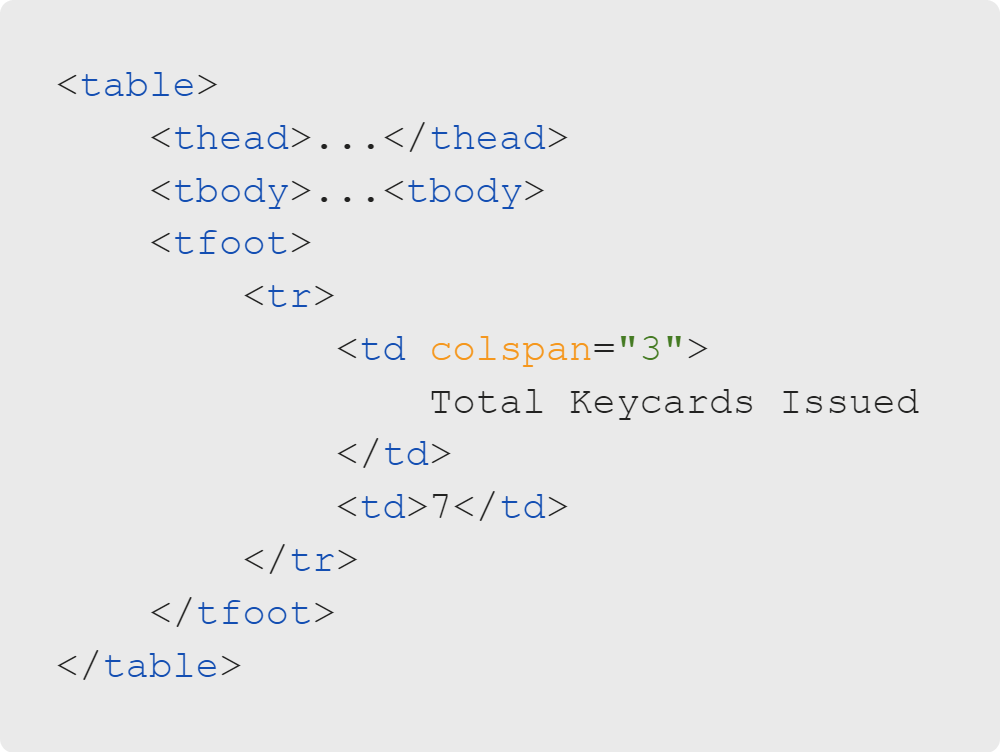 <table>
    <thead>...</thead>
    <tbody>...<tbody>
    <tfoot>
        <tr>
            <td colspan="3">
                Total Keycards Issued
            </td>
            <td>7</td>
        </tr>
    </tfoot>
</table>